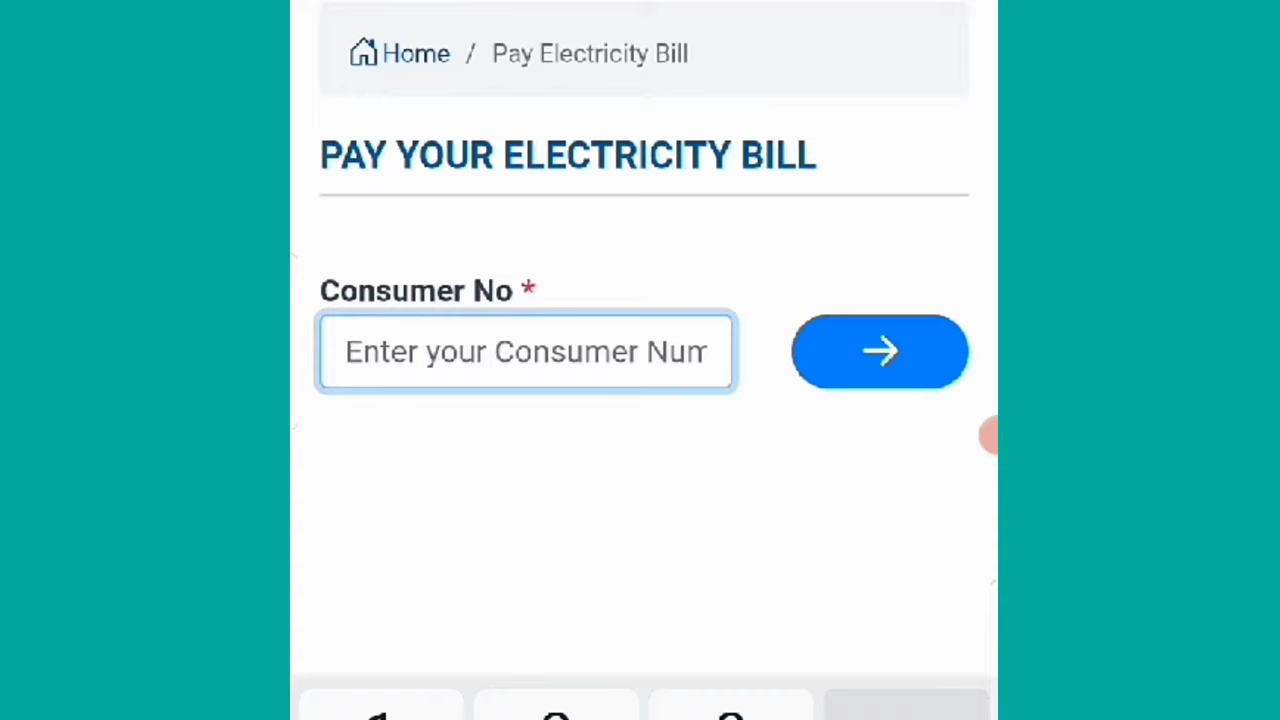 Home / Pay Electricity Bill
PAY YOUR ELECTRICITY BILL
Consumer No *
Enter your Consumer Num